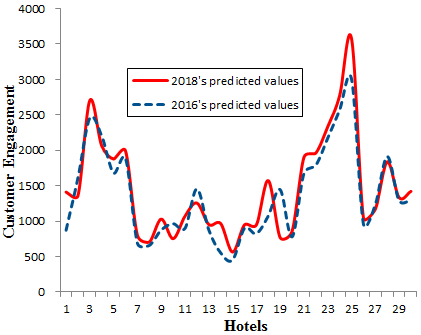 4000
3500
3000
2500
2000
1500
1000
500
0
Customer Engagement
2018's predicted values
2016's predicted values
1 3 5 7 9 11 13 15 17 19 21 23 25 27 29
Hotels